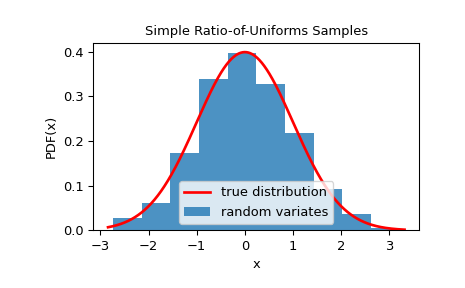 Simple Ratio-of-Uniforms Samples
0.4
0.3
0.2
0.1
0.0
PDF(x)
true distribution
random variates
−3 −2 −1 0 1 2 3
x